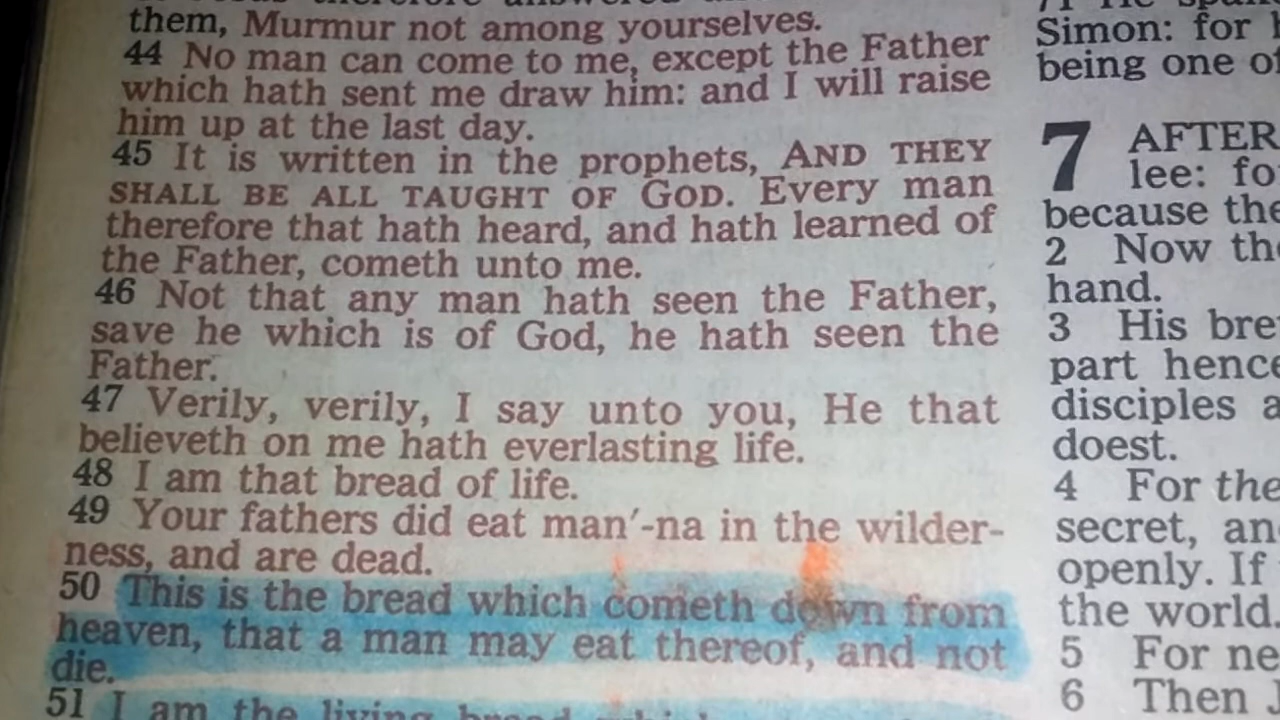 them, Murmur not among yourselves.
44 No man can come to me, except the Father
which hath sent me draw him: and I will raise
him up at the last day.
45 It is written in the prophets, AND THEY
SHALL BE ALL TAUGHT OF GOD. Every man
therefore that hath heard, and hath learned of
the Father, cometh unto me.
46 Not that any man hath seen the Father,
save he which is of God, he hath seen the
Father.
47 Verily, verily, I say unto you, He that
believeth on me hath everlasting life.
48 I am that bread of life.
49 Your fathers did eat man′-na in the wilder-
ness, and are dead.
50 This is the bread which cometh down from
heaven, that a man may eat thereof, and not
die.
51 I am the living bread
Simon: for
being one of
7 AFTER
lee: fo
because the
2 Now the
hand.
3 His bre
part hence
disciples a
doest.
4 For the
secret, an
openly. If
the world.
5 For ne
6 Then J